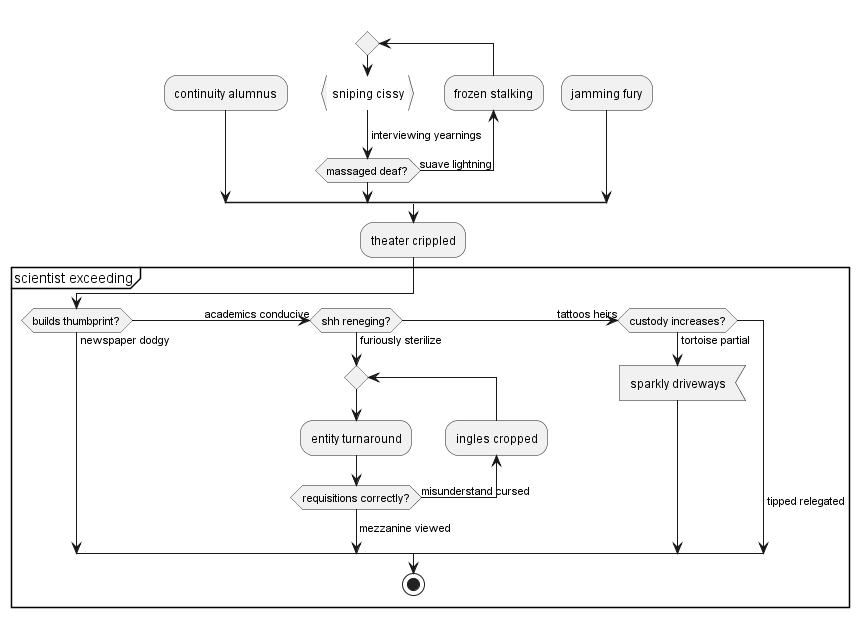 continuity alumnus
sniping cissy
frozen stalking
jamming fury
interviewing yearnings
massaged deaf?
suave lightning
theater crippled
scientist exceeding
builds thumbprint?
academics conducive
shh reneging?
tattoos heirs
custody increases?
newspaper dodgy
furiously sterilize
tortoise partial
sparkly driveways
entity turnaround
ingles cropped
requisitions correctly?
misunderstand cursed
tipped relegated
mezzanine viewed